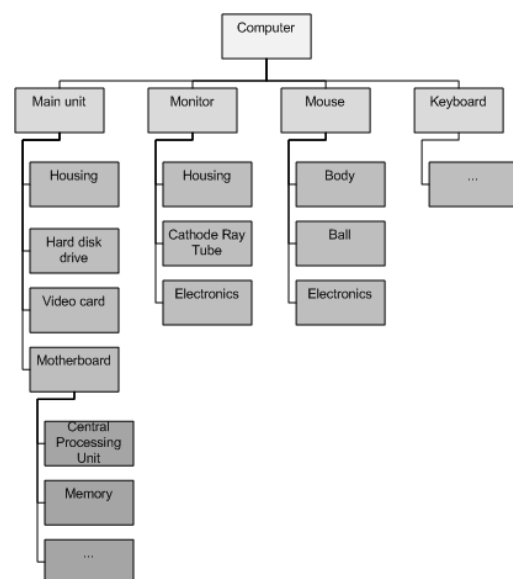 Computer
Main unit
Monitor
Mouse
Keyboard
Housing
Housing
Body
...
Hard disk
drive
Cathode Ray
Tube
Ball
Video card
Electronics
Electronics
Motherboard
Central
Processing
Unit
Memory
...